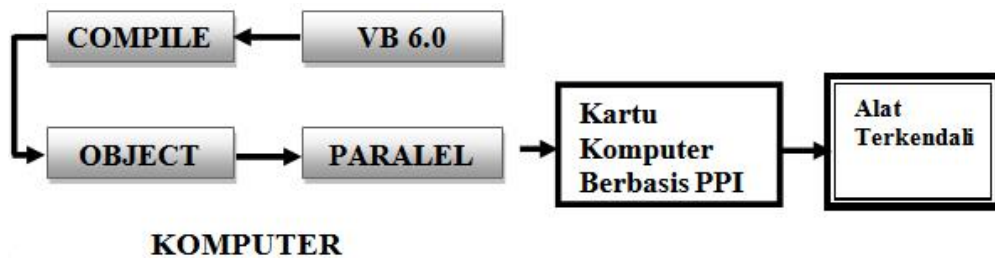 COMPILE
VB 6.0
OBJECT
PARALEL
Kartu
Komputer
Berbasis PPI
Alat
Terkendali
KOMPUTER